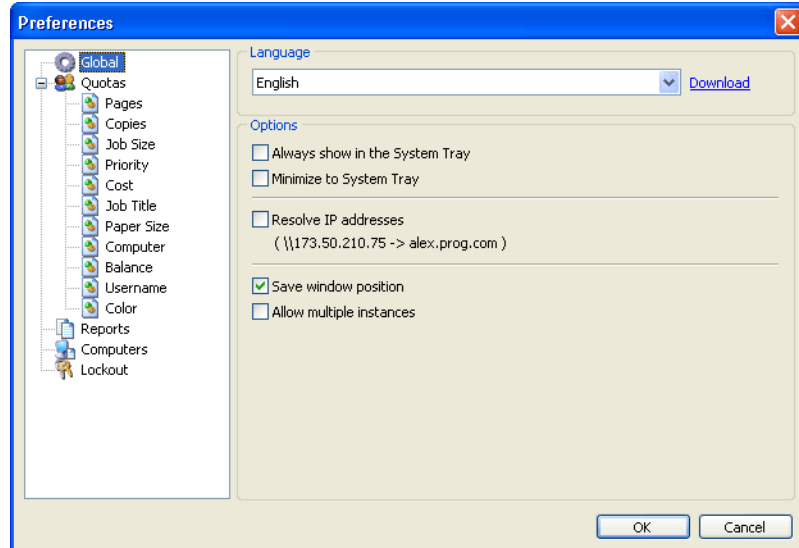 Preferences
Global
Quotas
Pages
Copies
Job Size
Priority
Cost
Job Title
Paper Size
Computer
Balance
Username
Color
Reports
Computers
Lockout
Language
English
Download
Options
Always show in the System Tray
Minimize to System Tray
Resolve IP addresses
( \\173.50.210.75 -> alex.prog.com )
Save window position
Allow multiple instances
OK
Cancel